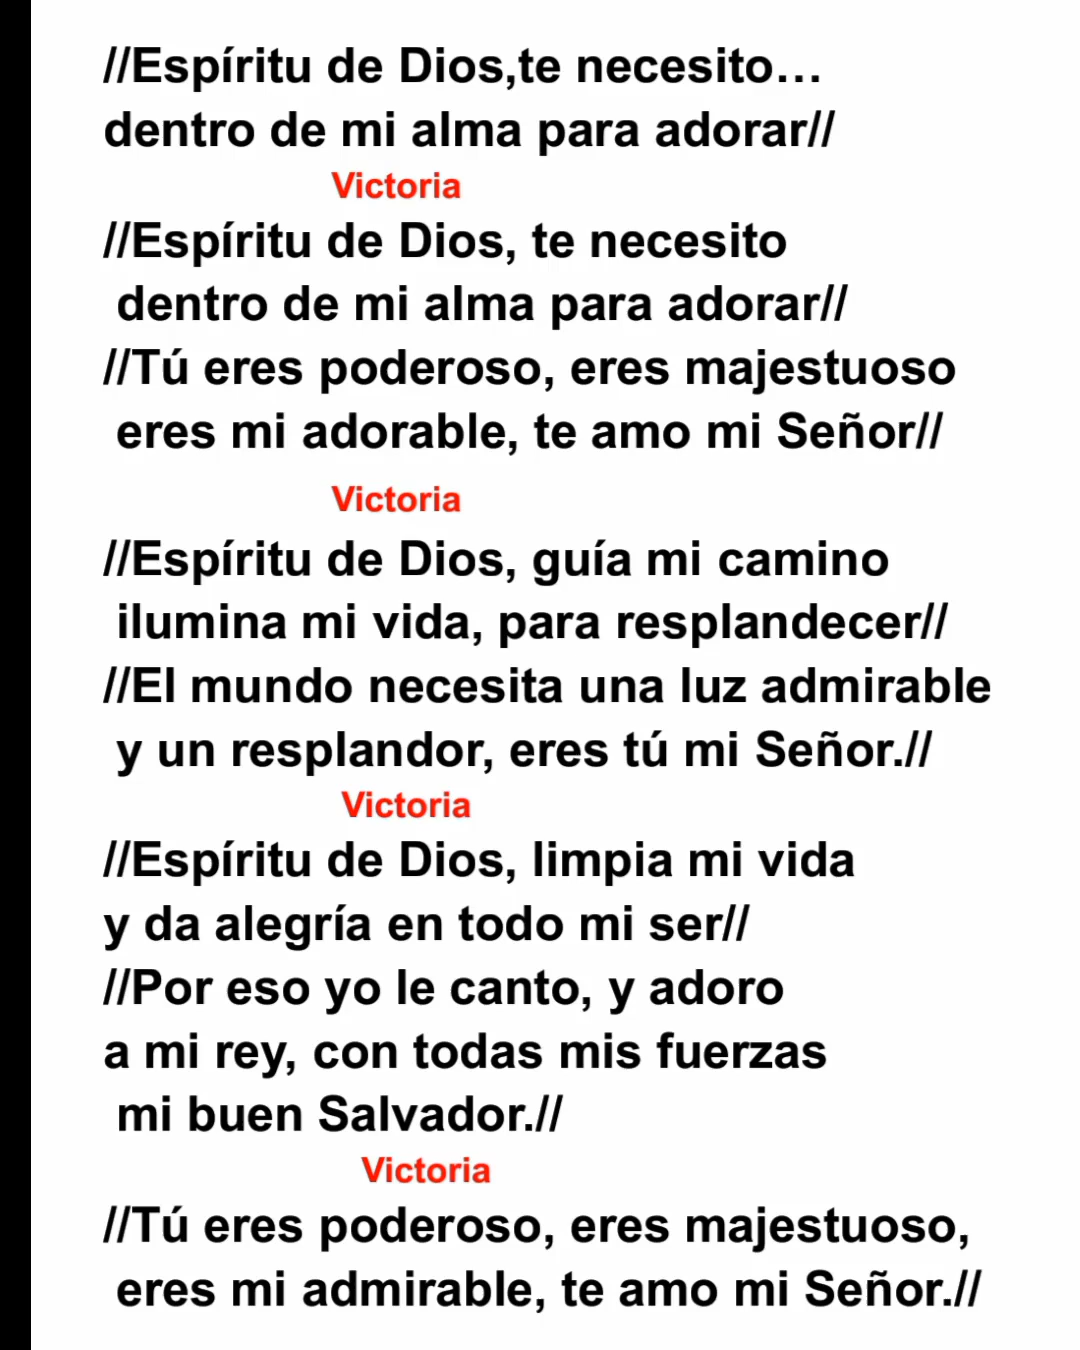 //Espíritu de Dios,te necesito...
dentro de mi alma para adorar//
Victoria
//Espíritu de Dios, te necesito
dentro de mi alma para adorar//
//Tú eres poderoso, eres majestuoso
eres mi adorable, te amo mi Señor//
Victoria
//Espíritu de Dios, guía mi camino
ilumina mi vida, para resplandecer//
//El mundo necesita una luz admirable
y un resplandor, eres tú mi Señor.//
Victoria
//Espíritu de Dios, limpia mi vida
y da alegría en todo mi ser//
//Por eso yo le canto, y adoro
a mi rey, con todas mis fuerzas
mi buen Salvador.//
Victoria
//Tú eres poderoso, eres majestuoso,
eres mi admirable, te amo mi Señor.//